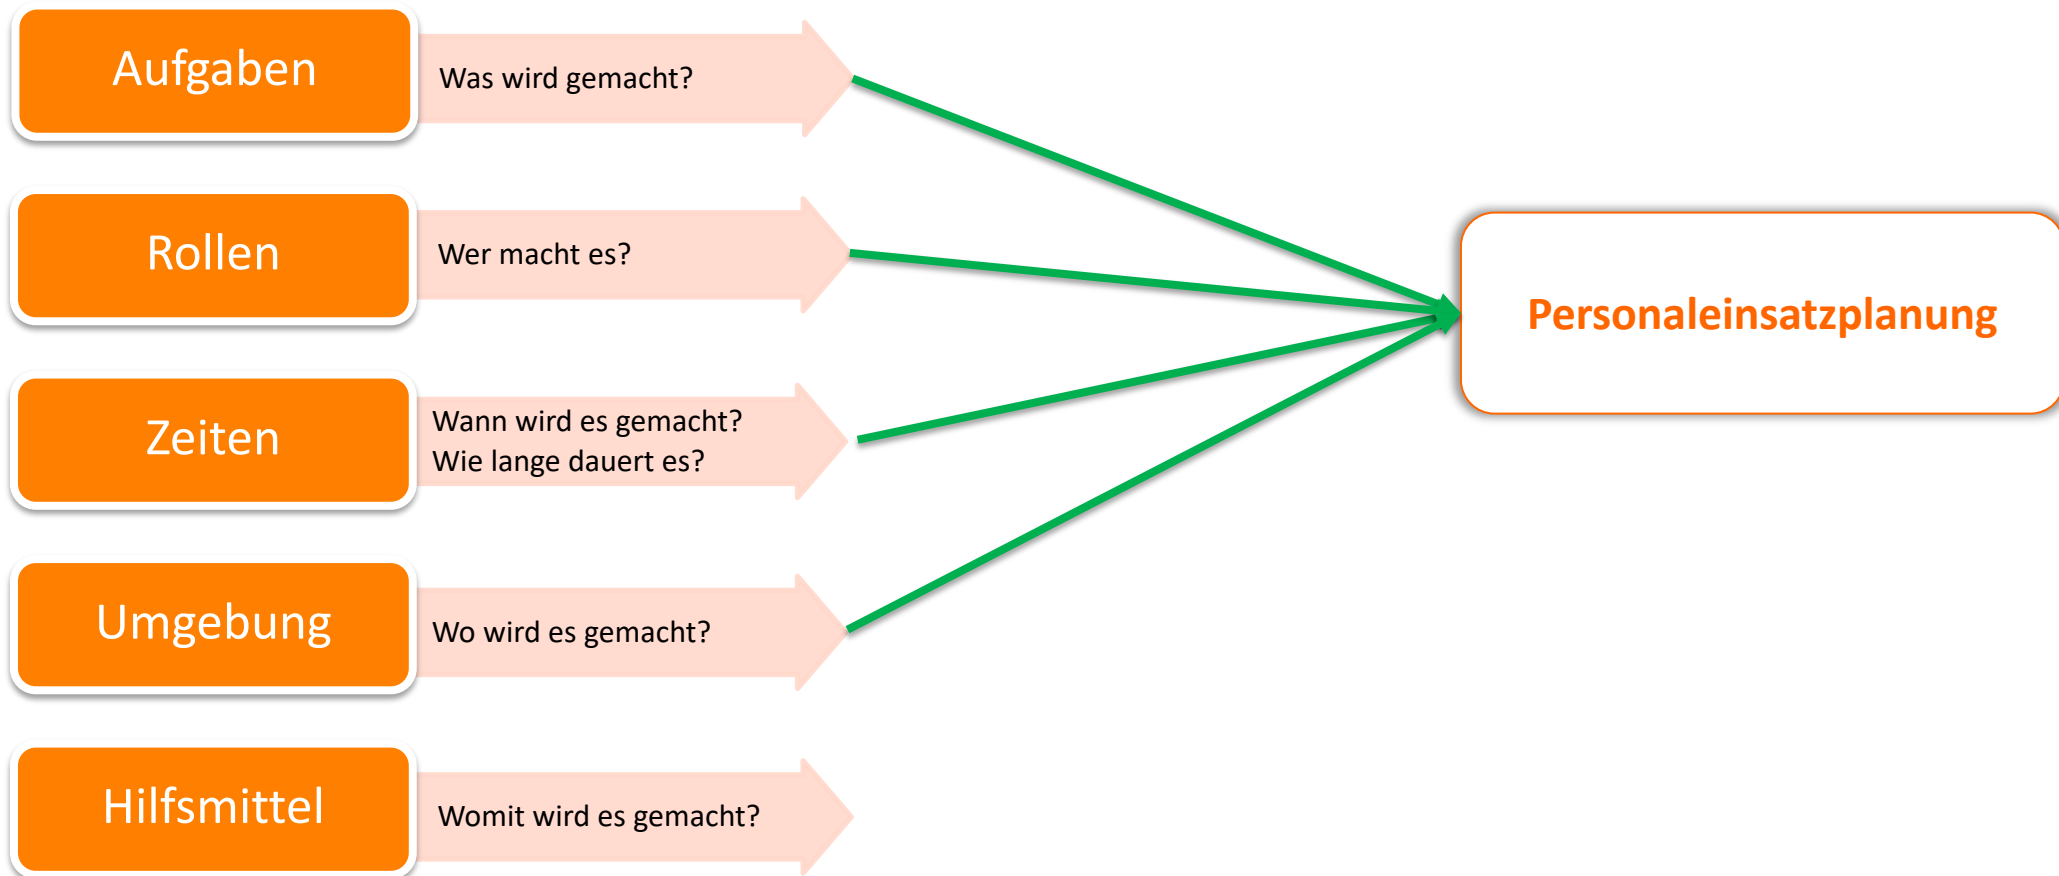 Aufgaben
Was wird gemacht?
Rollen
Wer macht es?
Zeiten
Wann wird es gemacht?
Wie lange dauert es?
Umgebung
Wo wird es gemacht?
Hilfsmittel
Womit wird es gemacht?
Personaleinsatzplanung